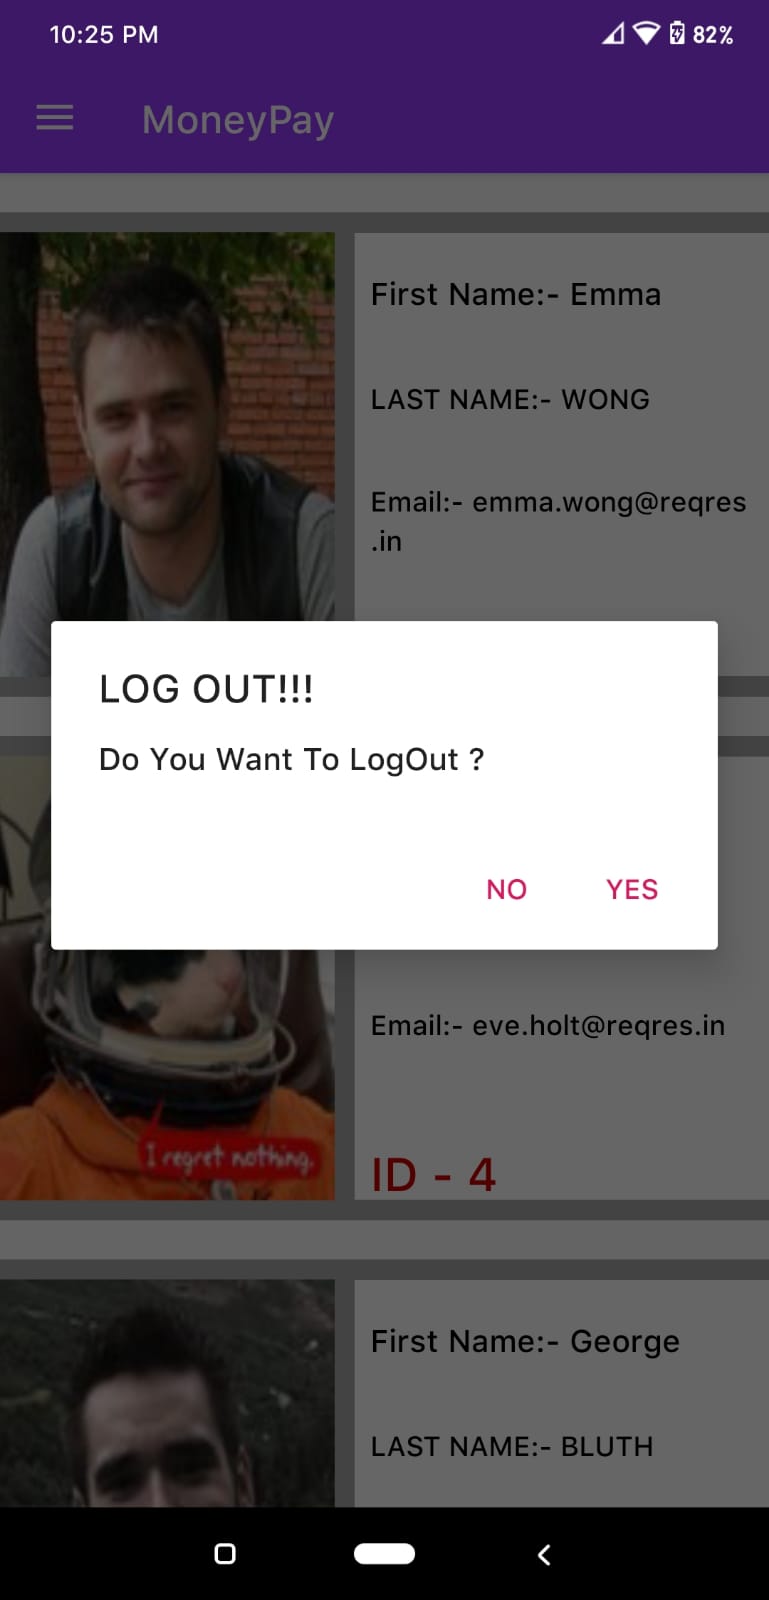 10:25 PM 82%
MoneyPay
First Name:- Emma
LAST NAME:- WONG
Email:- emma.wong@reqres
.in
LOG OUT!!!
Do You Want To LogOut ?
NO YES
Email:- eve.holt@reqres.in
I regret nothing.
ID - 4
First Name:- George
LAST NAME:- BLUTH